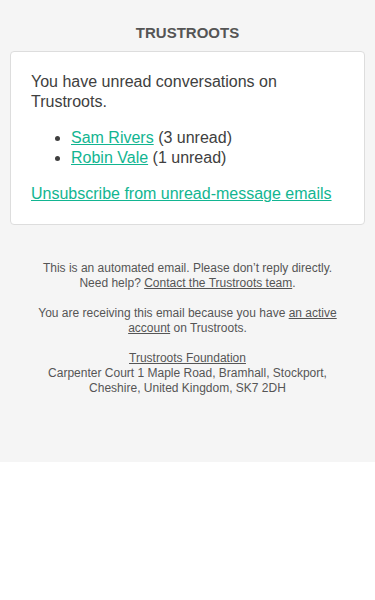 TRUSTROOTS
You have unread conversations on
Trustroots.
• Sam Rivers (3 unread)
• Robin Vale (1 unread)
Unsubscribe from unread-message emails
This is an automated email. Please don’t reply directly.
Need help? Contact the Trustroots team.
You are receiving this email because you have an active
account on Trustroots.
Trustroots Foundation
Carpenter Court 1 Maple Road, Bramhall, Stockport,
Cheshire, United Kingdom, SK7 2DH